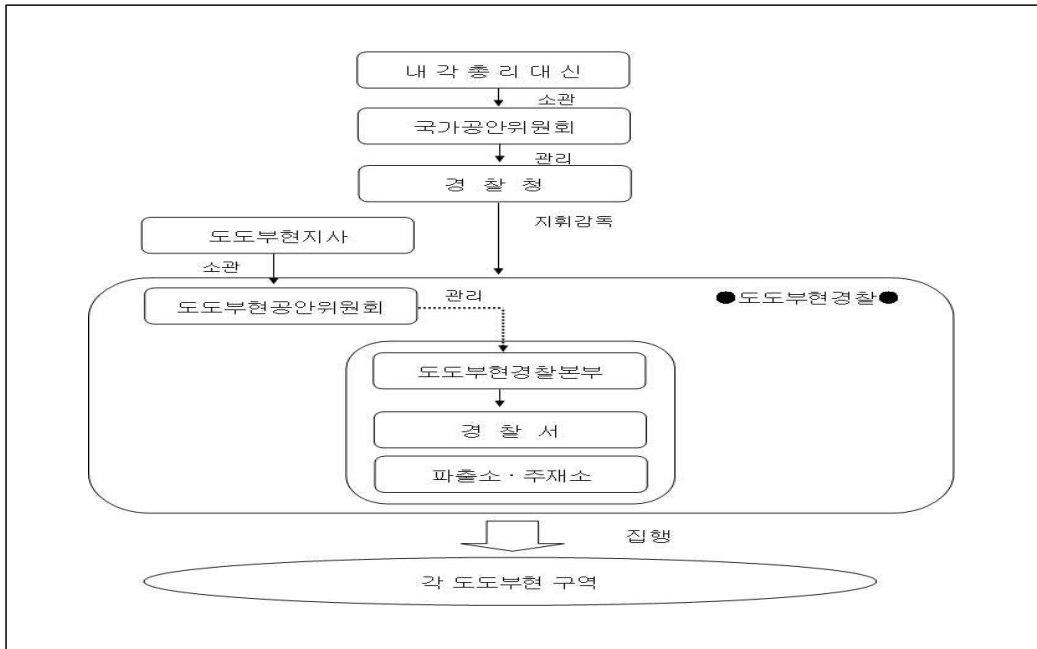 내 각 총 리 대 신
소관
국가공안위원회
관리
경 찰 청
지휘감독
도도부현지사
소관
도도부현공안위원회
관리
●도도부현경찰●
도도부현경찰본부
경 찰 서
파출소 · 주재소
집행
각 도도부현 구역